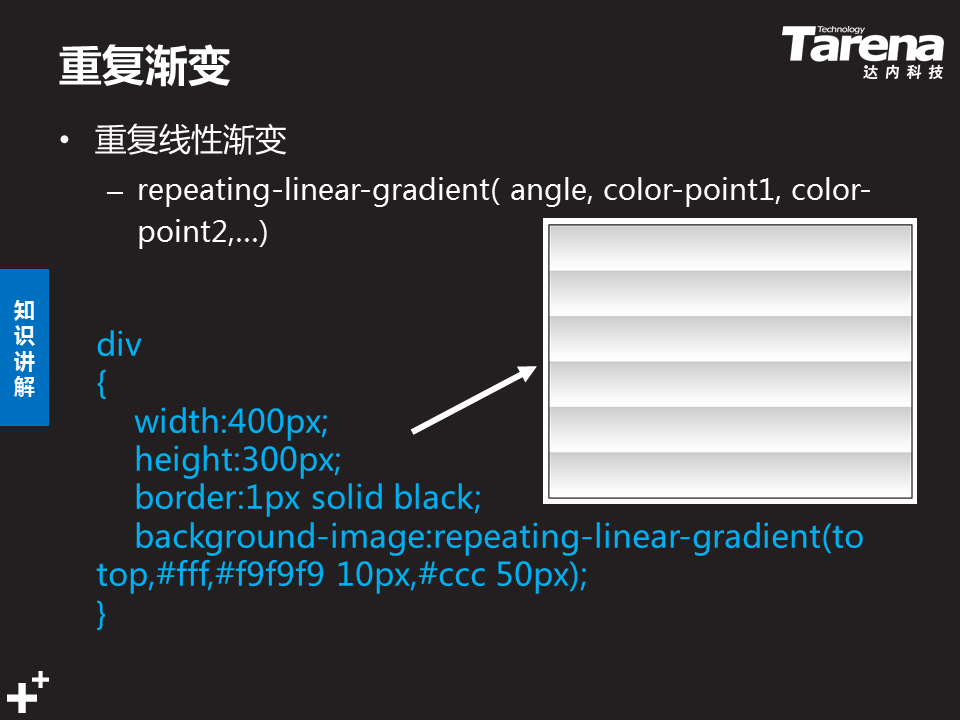 重复渐变
Technology
Tarena
达内科技
• 重复线性渐变
– repeating-linear-gradient( angle, color-point1, color-
point2,…)
知
识
讲
解
div
{
width:400px;
height:300px;
border:1px solid black;
background-image:repeating-linear-gradient(to
top,#fff,#f9f9f9 10px,#ccc 50px);
}